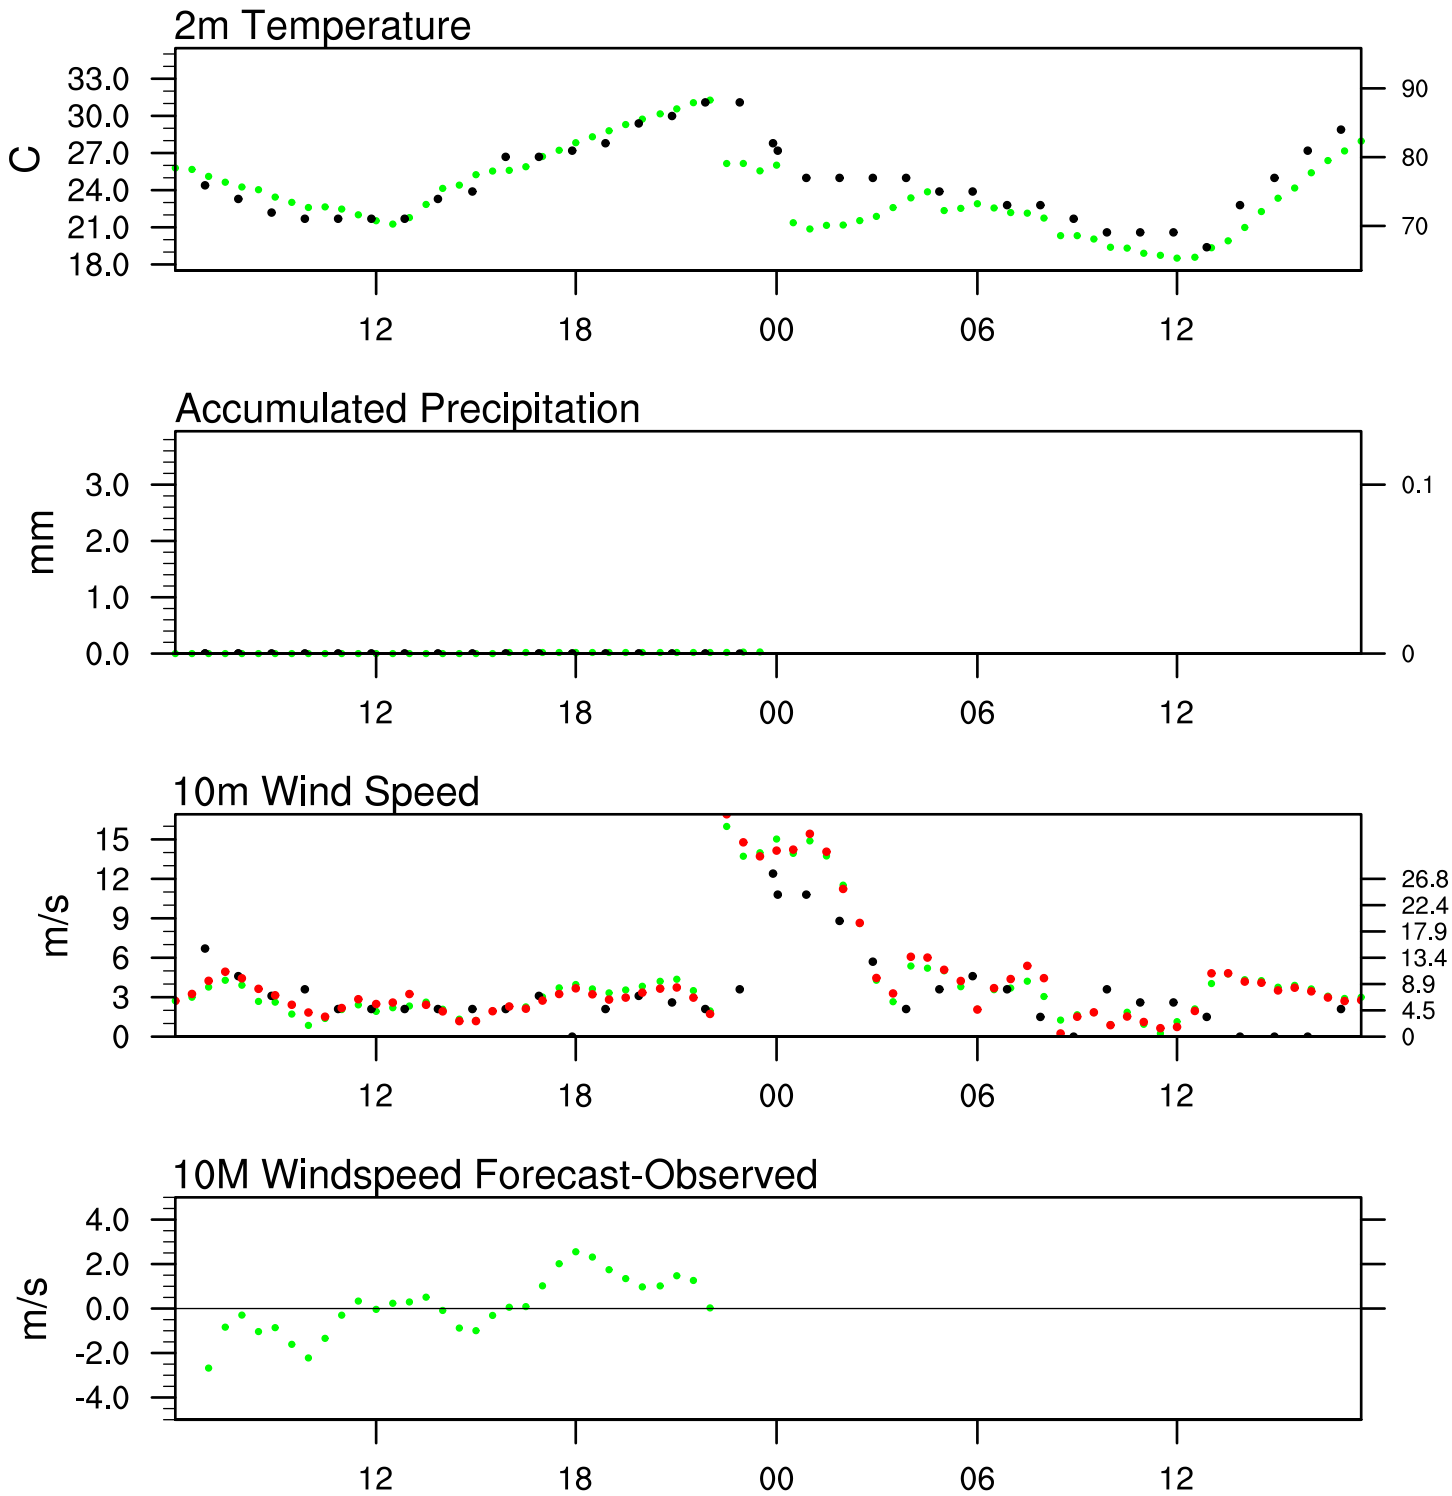 2m Temperature
33.0
30.0
27.0
24.0
21.0
18.0
C
90
80
70
12 18 00 06 12
Accumulated Precipitation
3.0
2.0
1.0
0.0
mm
0.1
0
12 18 00 06 12
10m Wind Speed
15
12
9
6
3
0
m/s
26.8
22.4
17.9
13.4
8.9
4.5
0
12 18 00 06 12
10M Windspeed Forecast-Observed
4.0
2.0
0.0
-2.0
-4.0
m/s
12 18 00 06 12